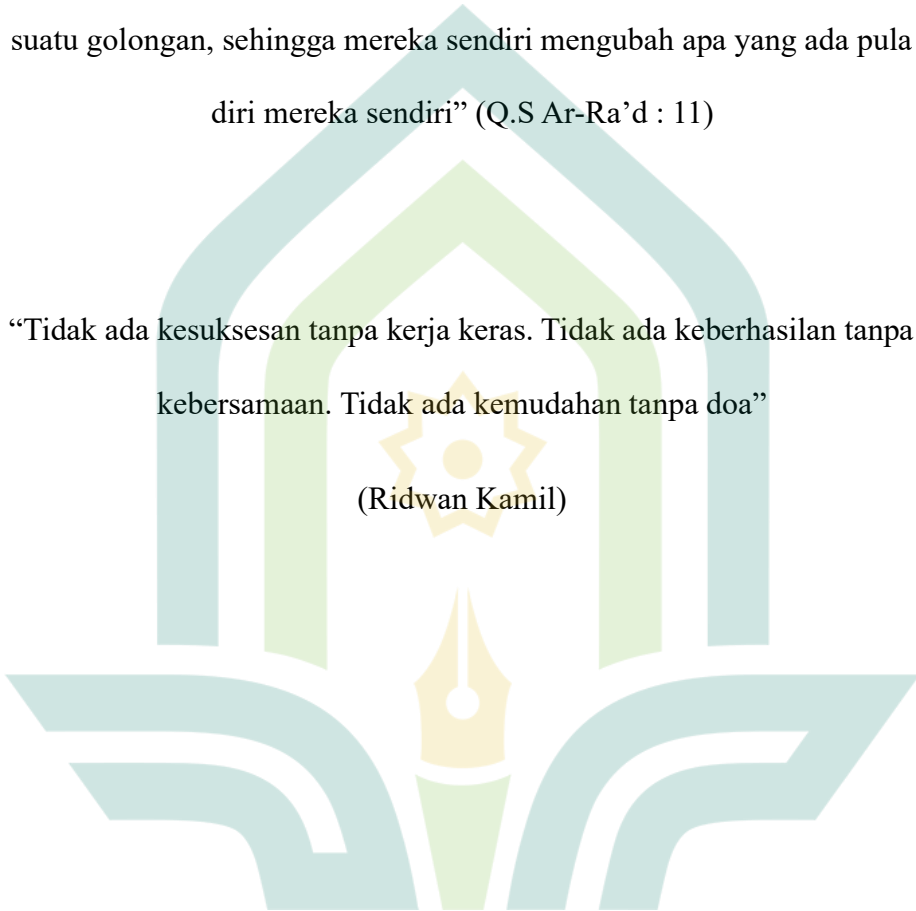 suatu golongan, sehingga mereka sendiri mengubah apa yang ada pula
diri mereka sendiri” (Q.S Ar-Ra’d : 11)
“Tidak ada kesuksesan tanpa kerja keras. Tidak ada keberhasilan tanpa
kebersamaan. Tidak ada kemudahan tanpa doa”
(Ridwan Kamil)